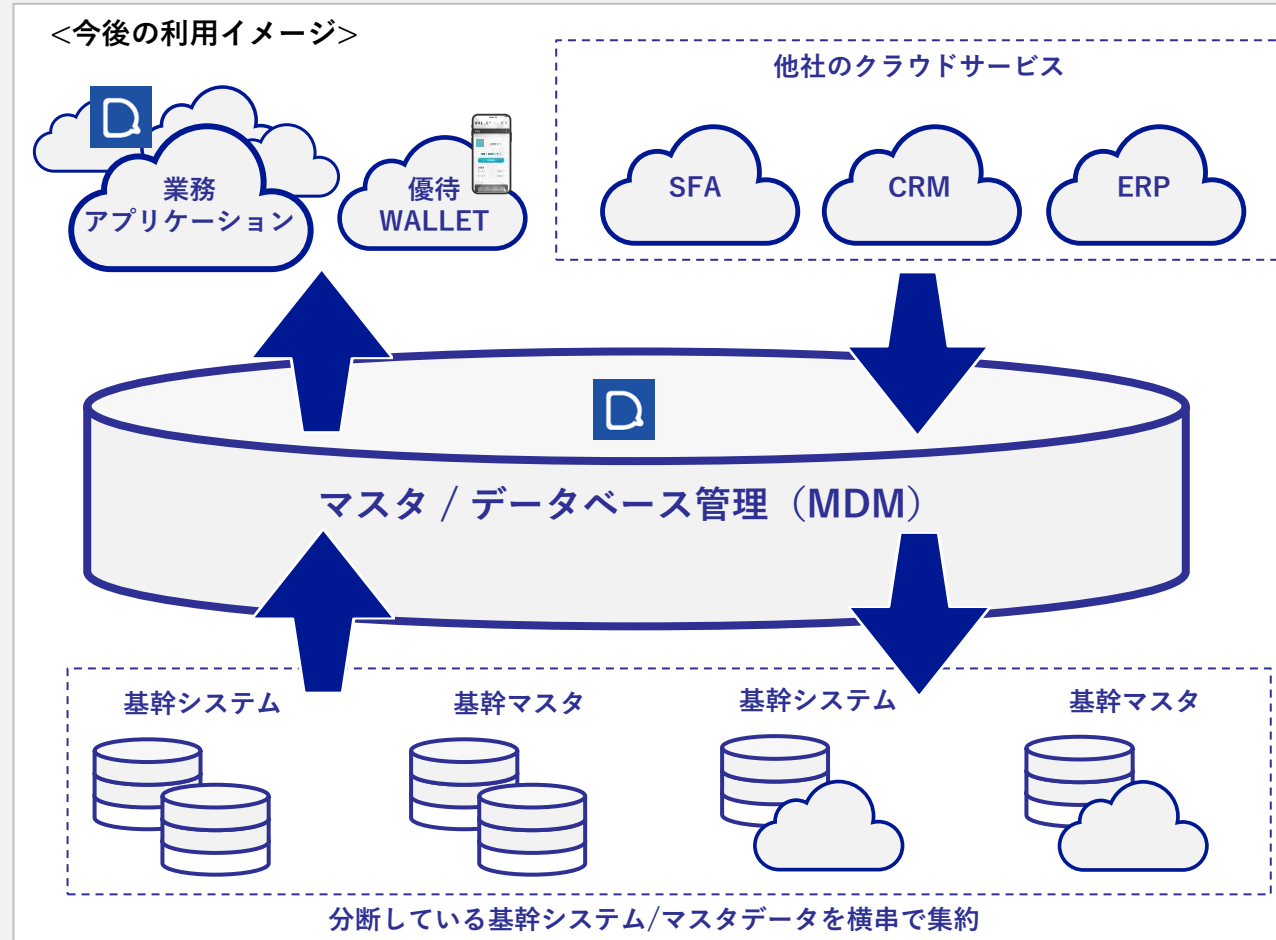 <今後の利用イメージ>
他社のクラウドサービス
業務
アプリケーション
優待
WALLET
SFA
CRM
ERP
マスタ / データベース管理（MDM）
基幹システム
基幹マスタ
基幹システム
基幹マスタ
分断している基幹システム/マスタデータを横串で集約